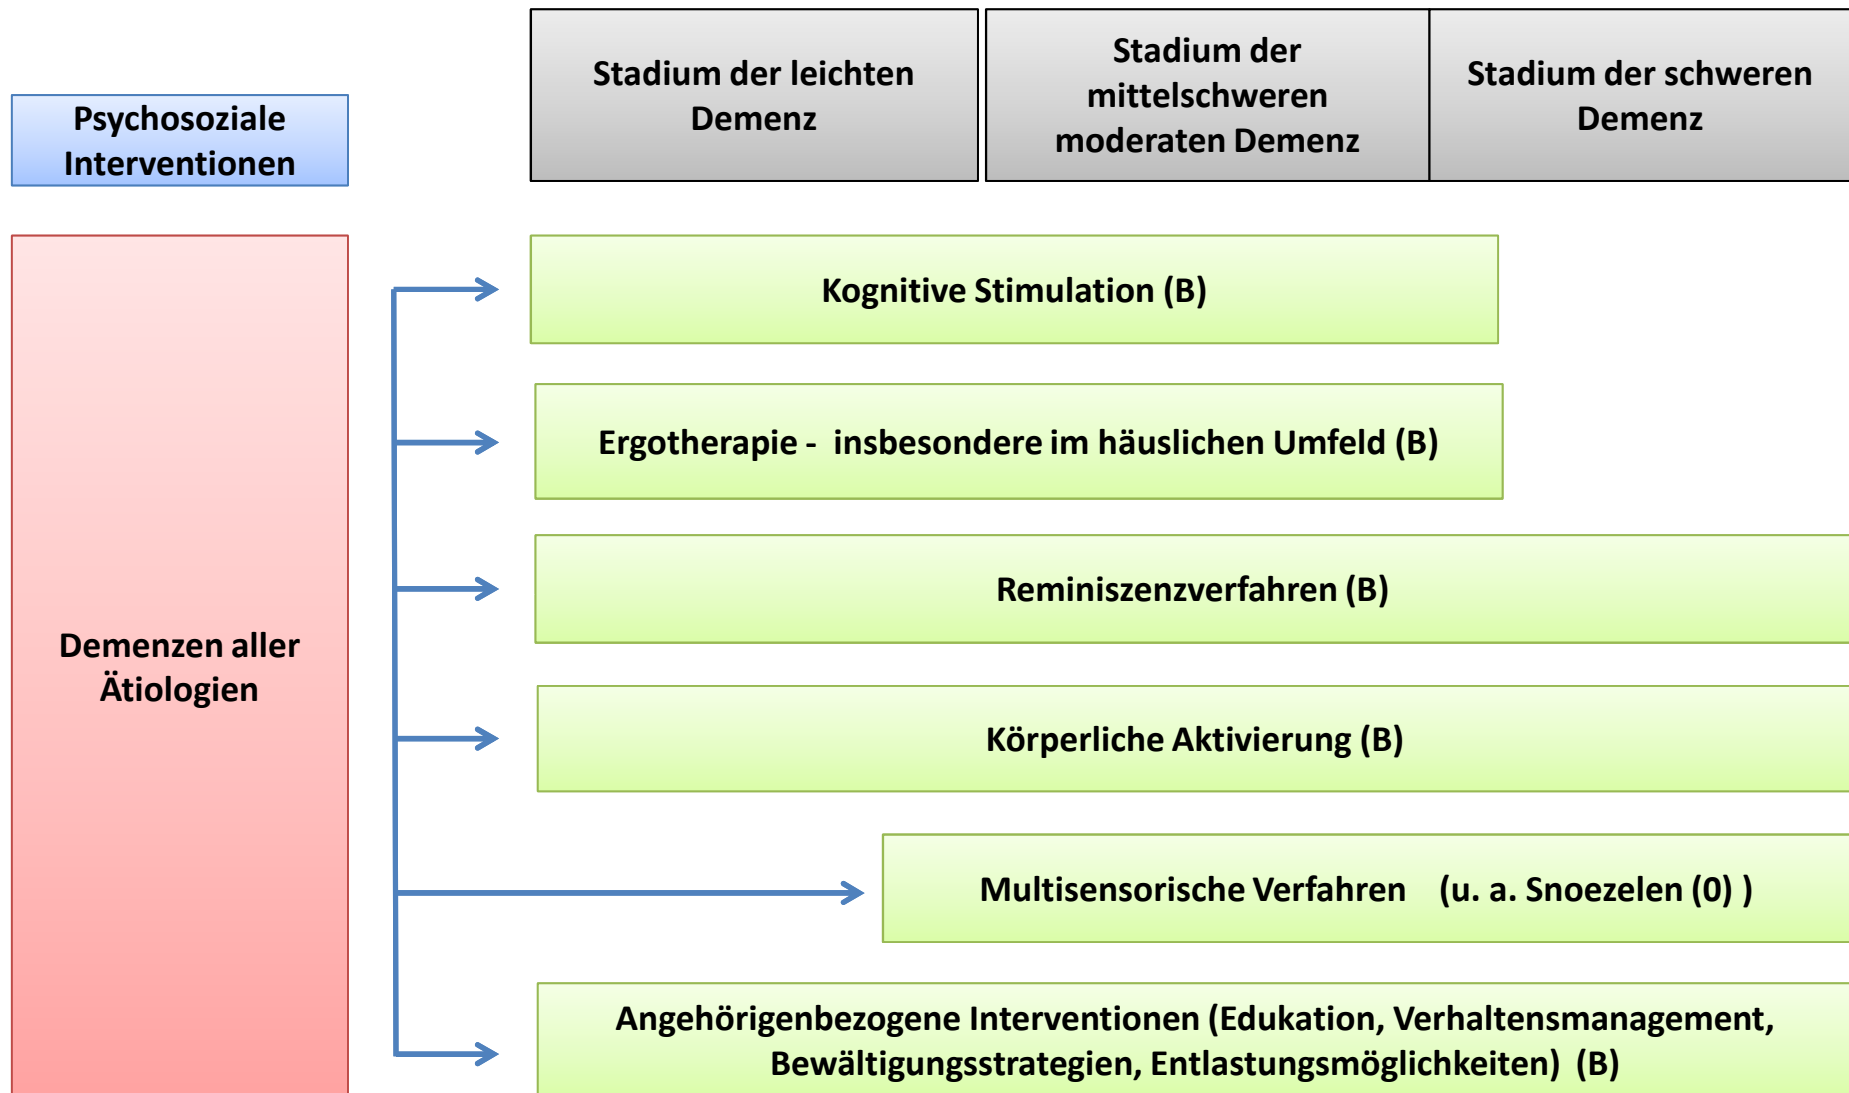 Psychosoziale
Interventionen
Stadium der leichten
Demenz
Stadium der
mittelschweren
moderaten Demenz
Stadium der schweren
Demenz
Demenzen aller
Ätiologien
Kognitive Stimulation (B)
Ergotherapie - insbesondere im häuslichen Umfeld (B)
Reminiszenzverfahren (B)
Körperliche Aktivierung (B)
Multisensorische Verfahren (u. a. Snoezelen (0) )
Angehörigenbezogene Interventionen (Edukation, Verhaltensmanagement,
Bewältigungsstrategien, Entlastungsmöglichkeiten) (B)